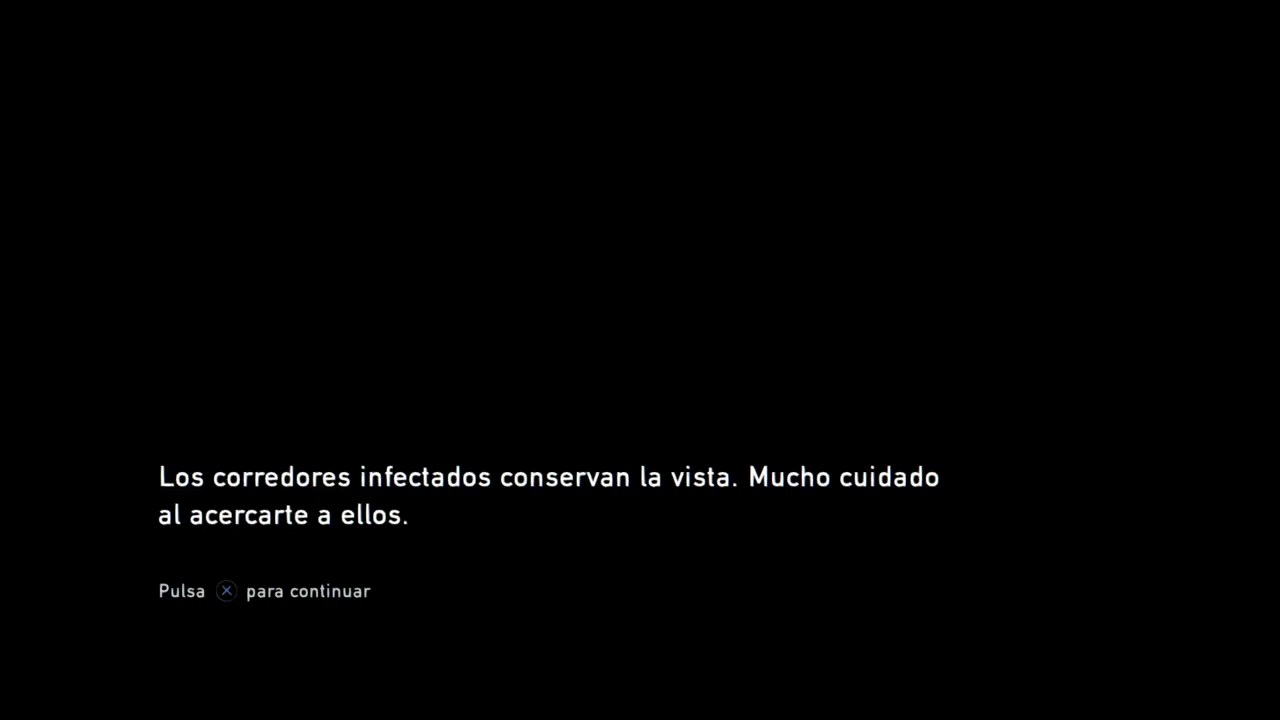 Los corredores infectados conservan la vista. Mucho cuidado
al acercarte a ellos.
Pulsa ⓧ para continuar